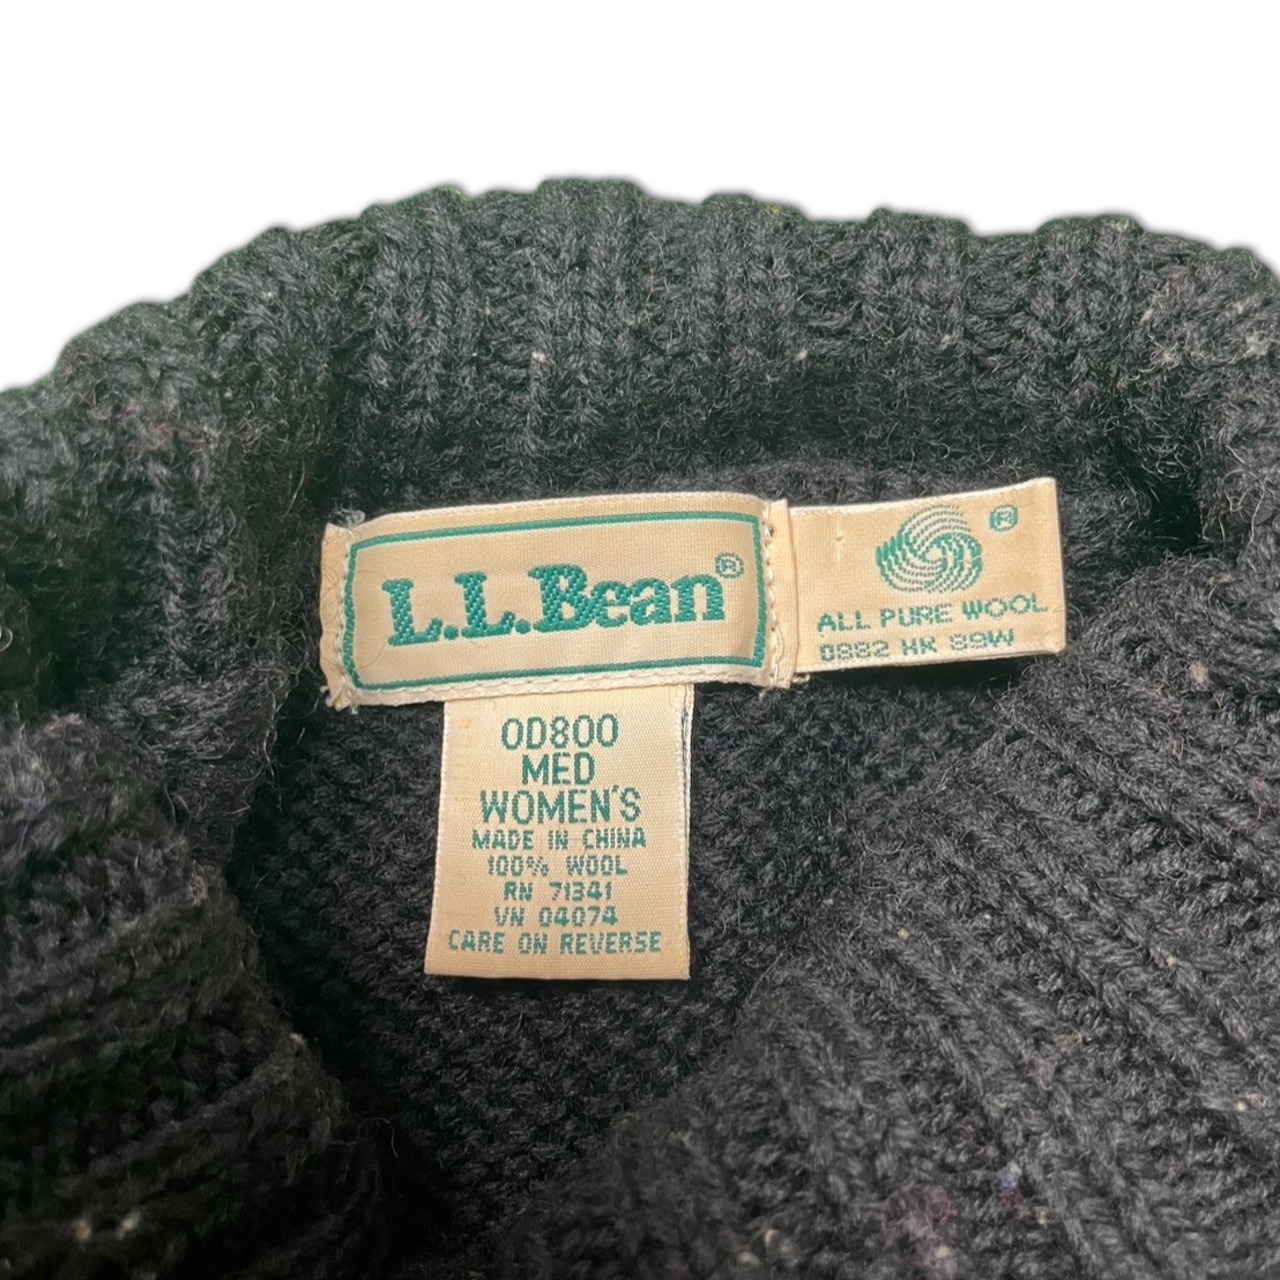 L.L.Bean®
®
ALL PURE WOOL
0882 HK 89W
0D800
MED
WOMEN'S
MADE IN CHINA
100% WOOL
RN 71341
VN 04074
CARE ON REVERSE